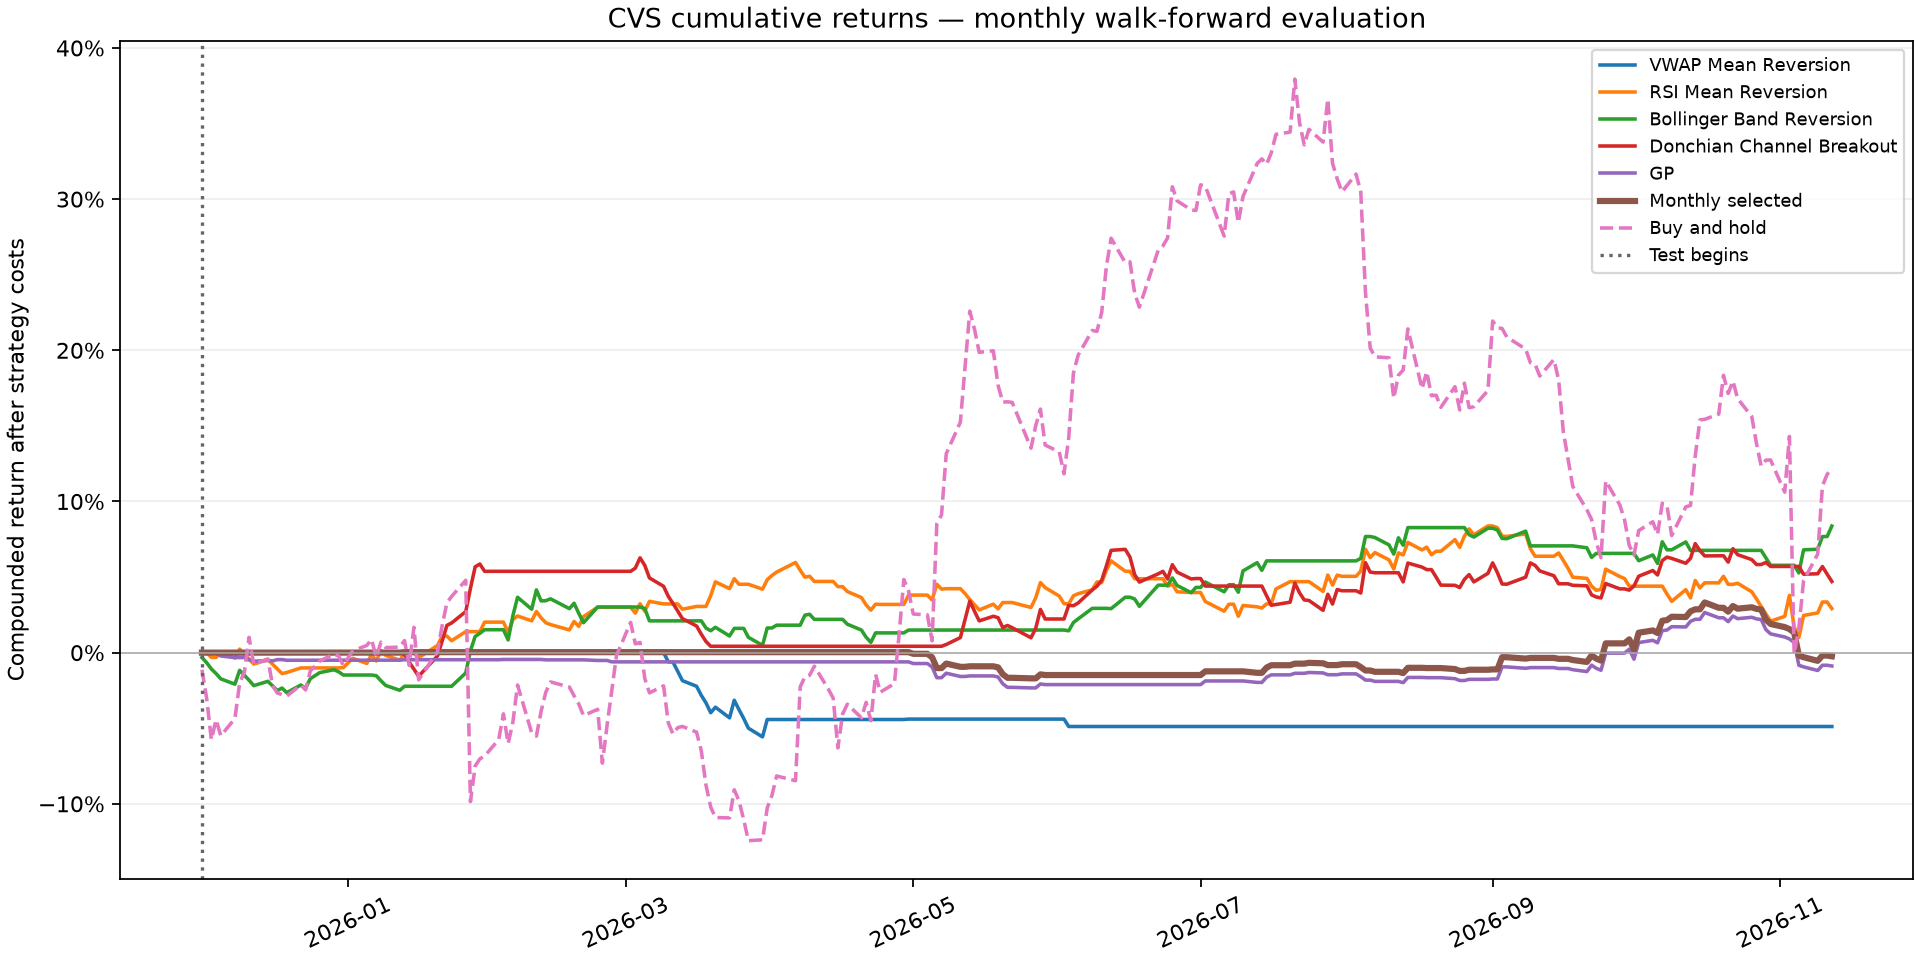 CVS cumulative returns — monthly walk-forward evaluation
Compounded return after strategy costs
40%
30%
20%
10%
0%
−10%
VWAP Mean Reversion
RSI Mean Reversion
Bollinger Band Reversion
Donchian Channel Breakout
GP
Monthly selected
Buy and hold
Test begins
2026-01
2026-03
2026-05
2026-07
2026-09
2026-11